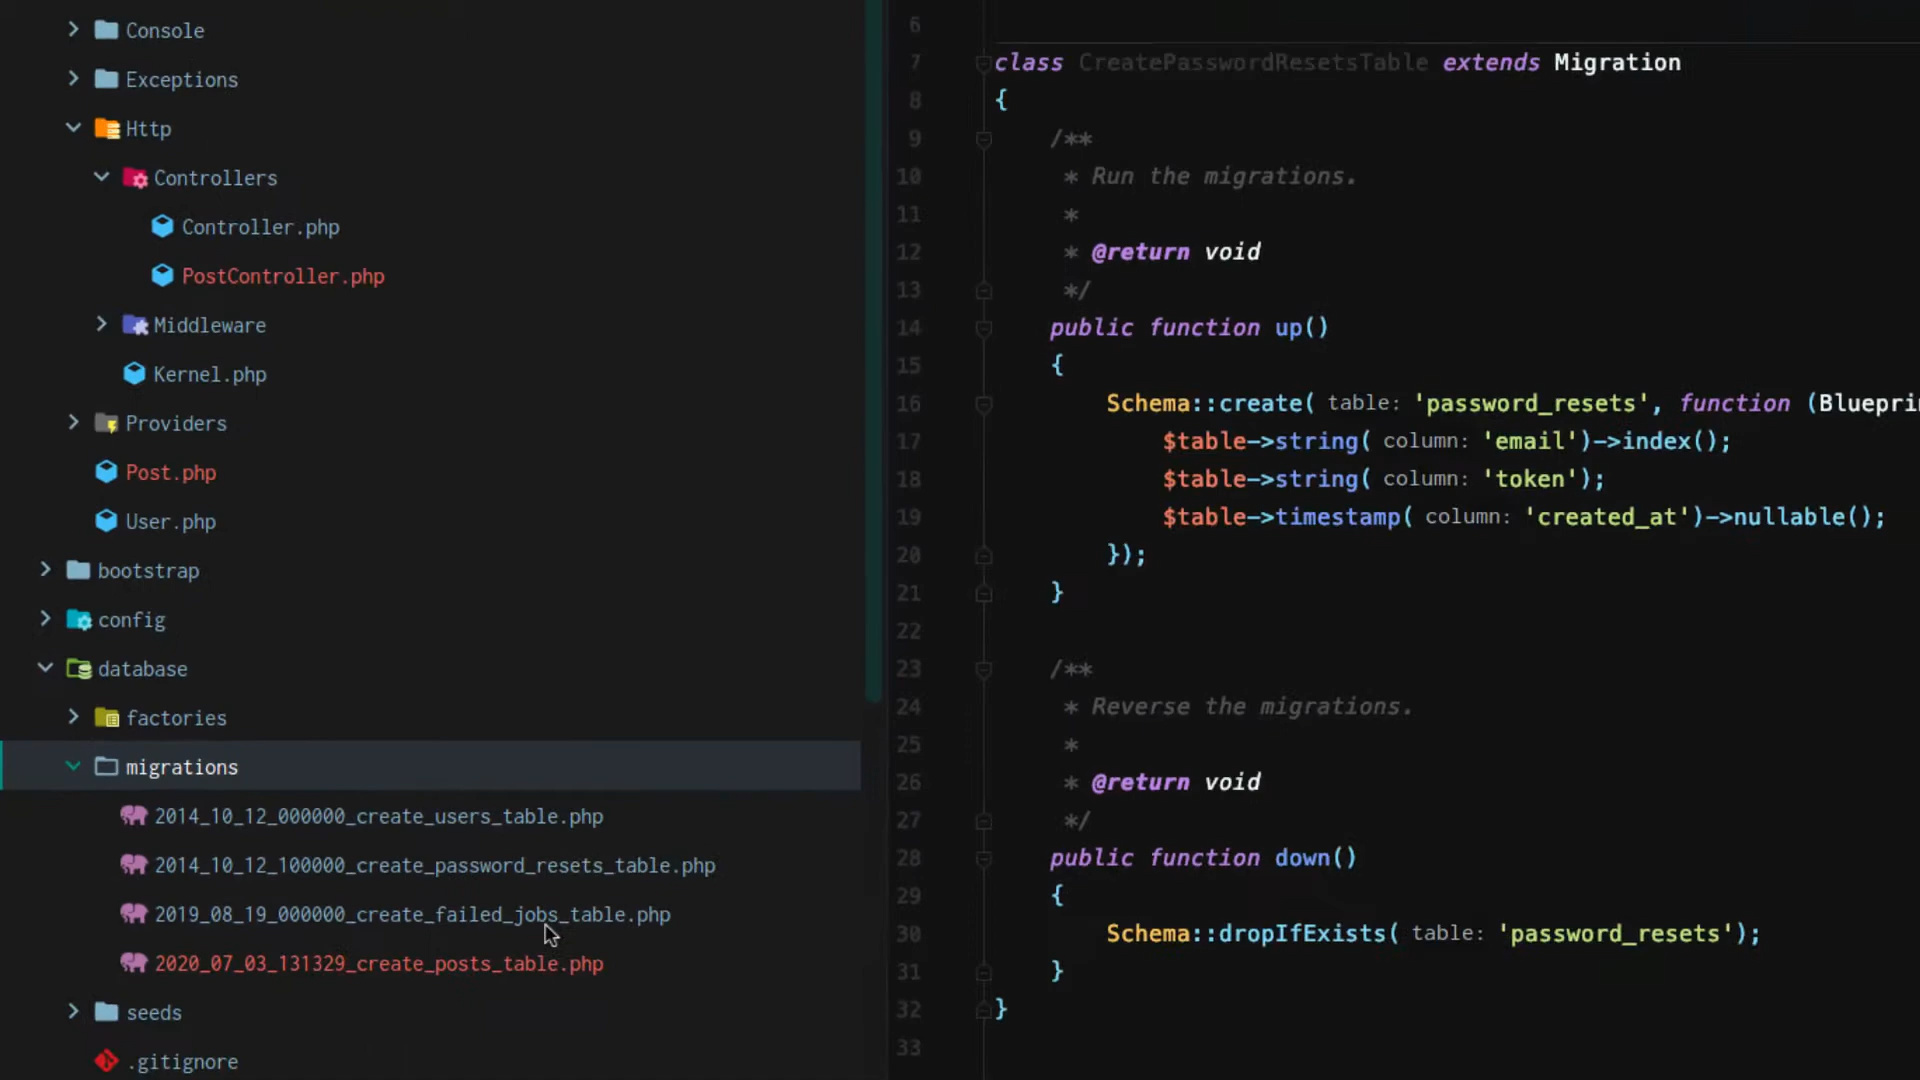 Console
Exceptions
Http
Controllers
Controller.php
PostController.php
Middleware
Kernel.php
Providers
Post.php
User.php
bootstrap
config
database
factories
migrations
2014_10_12_000000_create_users_table.php
2014_10_12_100000_create_password_resets_table.php
2019_08_19_000000_create_failed_jobs_table.php
2020_07_03_131329_create_posts_table.php
seeds
.gitignore
6
7 class CreatePasswordResetsTable extends Migration
8 {
9 /**
10 * Run the migrations.
11 *
12 * @return void
13 */
14 public function up()
15 {
16 Schema::create( table: 'password_resets', function (Blueprin
17 $table->string( column: 'email')->index();
18 $table->string( column: 'token');
19 $table->timestamp( column: 'created_at')->nullable();
20 });
21 }
22
23 /**
24 * Reverse the migrations.
25 *
26 * @return void
27 */
28 public function down()
29 {
30 Schema::dropIfExists( table: 'password_resets');
31 }
32 }
33